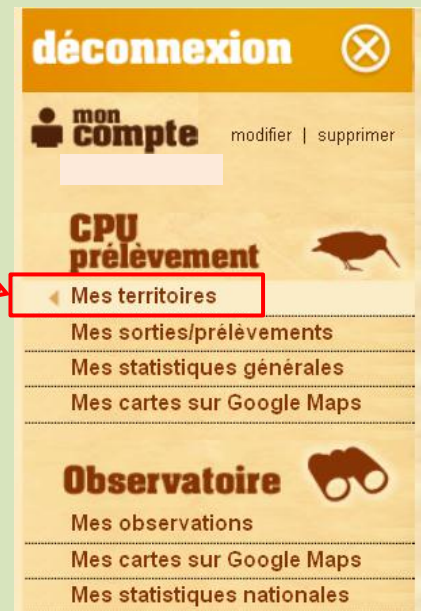 déconnexion
mon
compte modifier | supprimer
CPU
prélèvement
Mes territoires
Mes sorties/prélèvements
Mes statistiques générales
Mes cartes sur Google Maps
Observatoire
Mes observations
Mes cartes sur Google Maps
Mes statistiques nationales